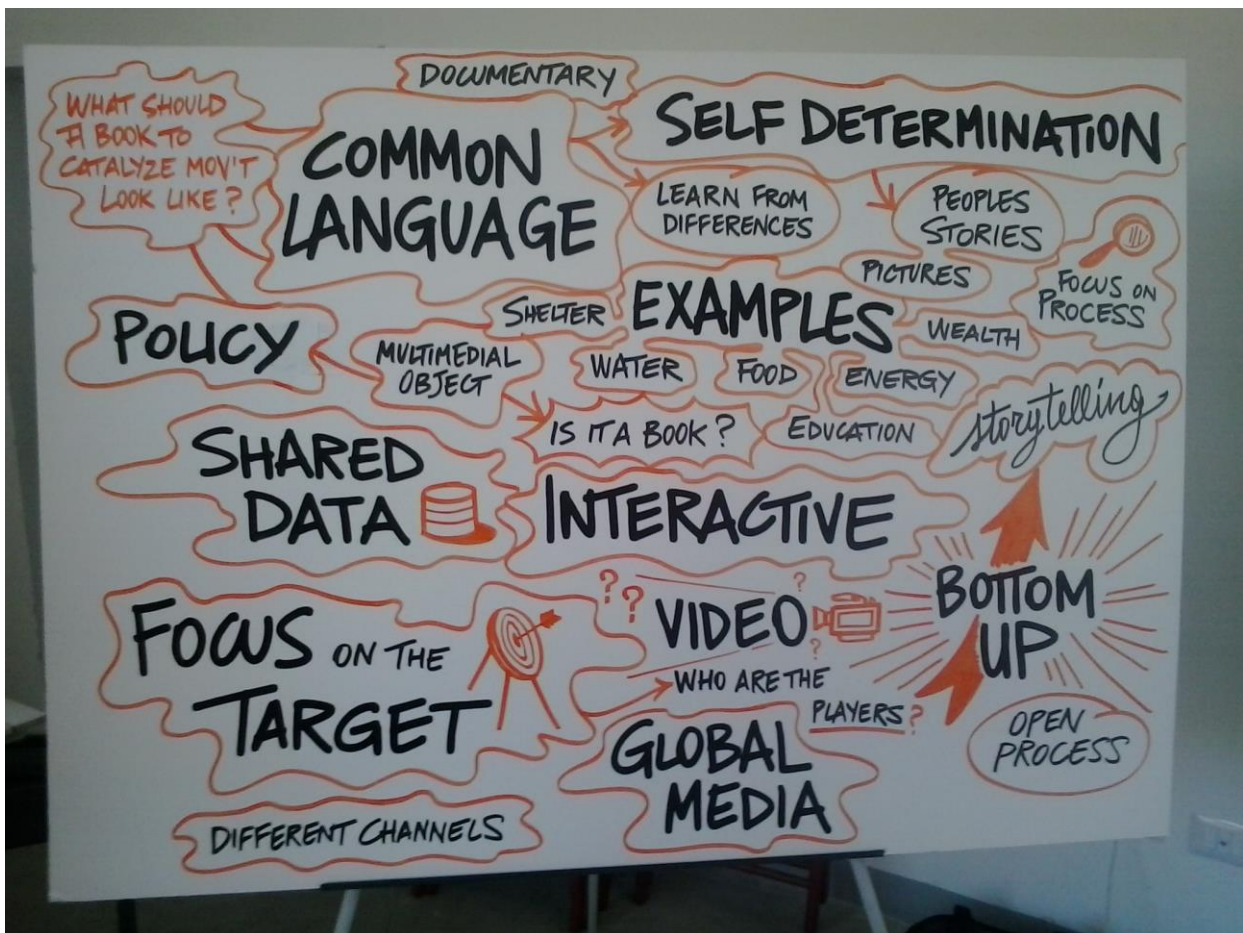 WHAT SHOULD
A BOOK TO
CATALYZE MOV'T
LOOK LIKE?
DOCUMENTARY
COMMON
LANGUAGE
SELF DETERMINATION
LEARN FROM
DIFFERENCES
PEOPLES
STORIES
PICTURES
FOCUS ON
PROCESS
POLICY
MULTIMEDIAL
OBJECT
SHELTER
EXAMPLES
WEALTH
WATER
FOOD
ENERGY
IS IT A BOOK?
EDUCATION
storytelling
SHARED
DATA
INTERACTIVE
FOCUS ON THE
TARGET
? ? ?
VIDEO
?
WHO ARE THE
PLAYERS?
BOTTOM
UP
OPEN
PROCESS
GLOBAL
MEDIA
DIFFERENT CHANNELS